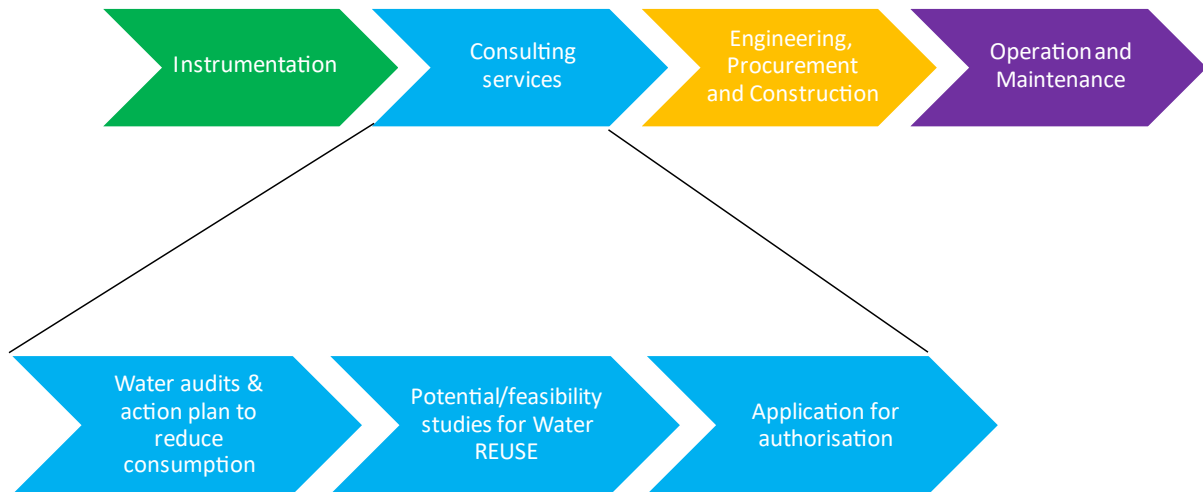 Instrumentation
Consulting
services
Engineering,
Procurement
and Construction
Operation and
Maintenance
Water audits &
action plan to
reduce
consumption
Potential/feasibility
studies for Water
REUSE
Application for
authorisation